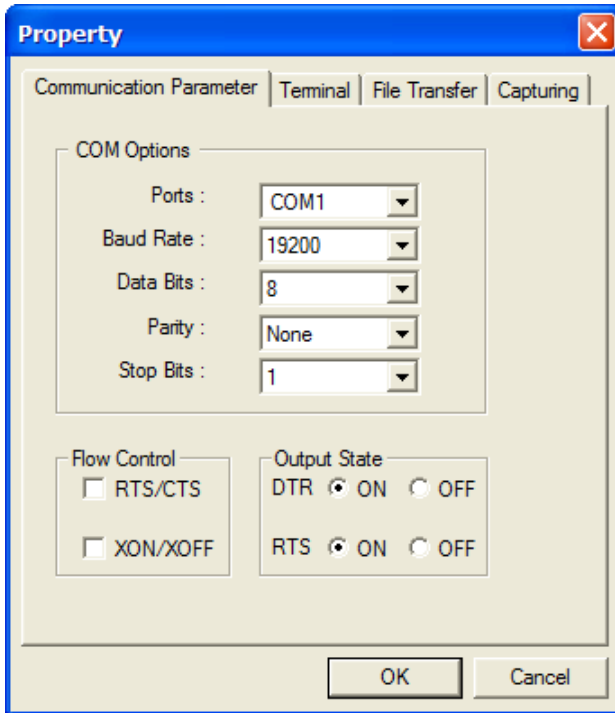 Property
Communication Parameter Terminal File Transfer Capturing
COM Options
Ports : COM1
Baud Rate : 19200
Data Bits : 8
Parity : None
Stop Bits : 1
Flow Control
RTS/CTS
XON/XOFF
Output State
DTR ON OFF
RTS ON OFF
OK Cancel